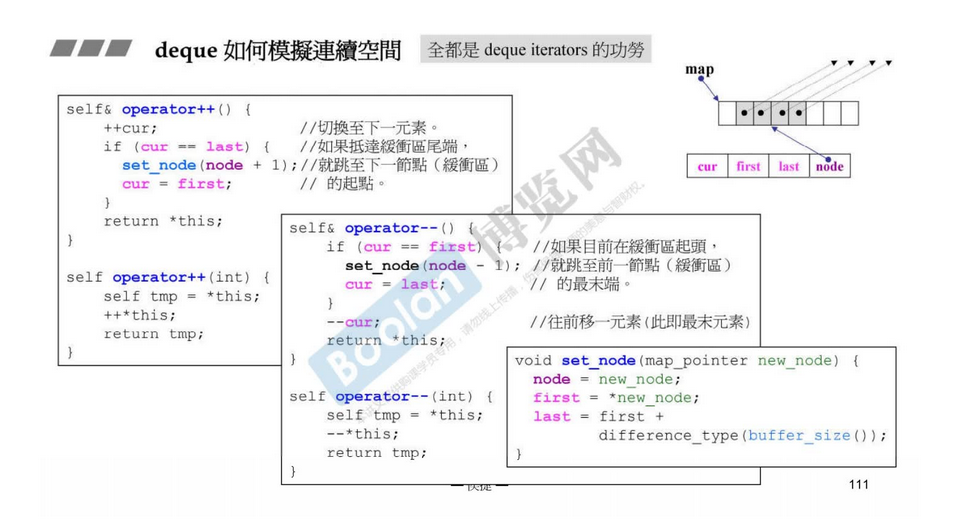 deque 如何模擬連續空間
全都是 deque iterators 的功勞
map
cur first last node
self& operator++() {
++cur; //切換至下一元素。
if (cur == last) { //如果抵達緩衝區尾端，
set_node(node + 1);//就跳至下一節點（緩衝區）
cur = first; // 的起點。
}
return *this;
}
self operator++(int) {
self tmp = *this;
++*this;
return tmp;
}
self& operator--() {
if (cur == first) { //如果目前在緩衝區起頭，
set_node(node - 1); //就跳至前一節點（緩衝區）
cur = last; // 的最末端。
}
--cur; //往前移一元素(此即最末元素)
return *this;
}
self operator--(int) {
self tmp = *this;
--*this;
return tmp;
}
void set_node(map_pointer new_node) {
node = new_node;
first = *new_node;
last = first +
difference_type(buffer_size());
}
Boolan 博览网
111